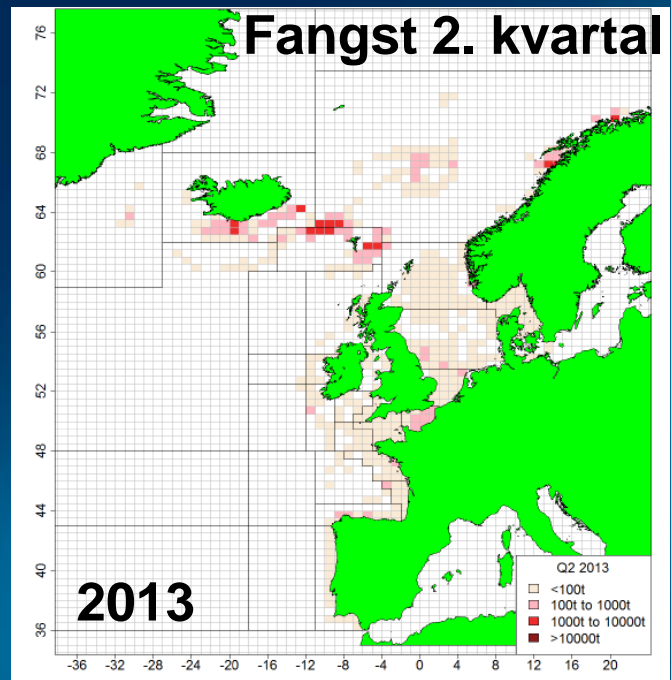 Fangst 2. kvartal
76
72
68
64
60
56
52
48
44
40
36
2013
Q2 2013
<100t
100t to 1000t
1000t to 10000t
>10000t
-36 -32 -28 -24 -20 -16 -12 -8 -4 0 4 8 12 16 20